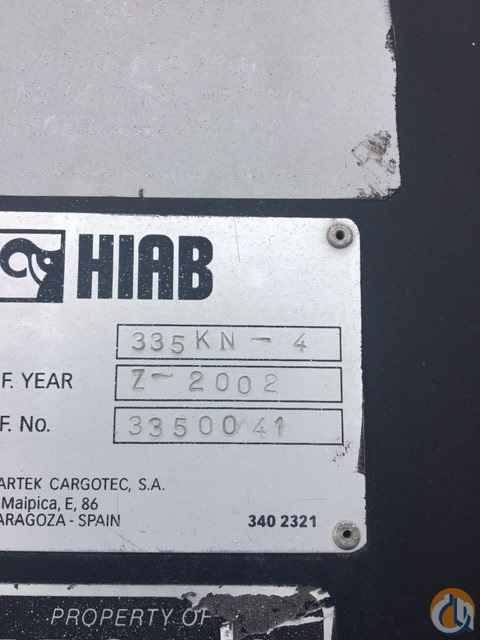 HIAB
335KN-4
F. YEAR Z-2002
F. No. 3350041
ARTEK CARGOTEC, S.A.
Maipica, E, 86
ARAGOZA - SPAIN 340 2321
PROPERTY OF